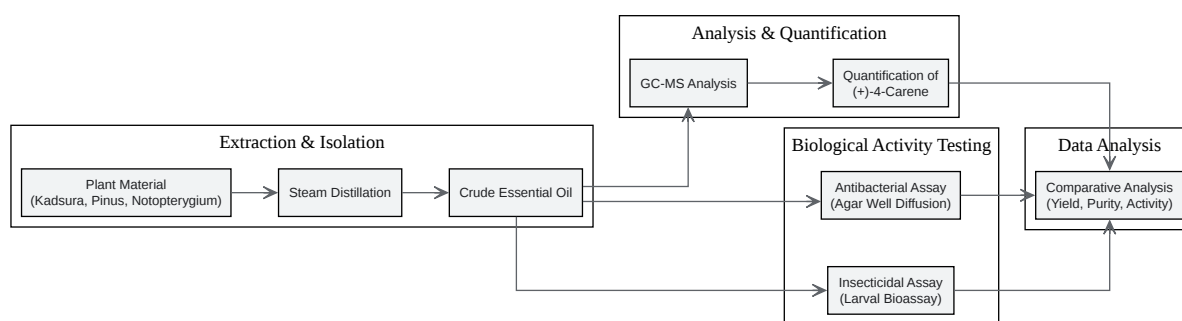 Analysis & Quantification
GC-MS Analysis
Quantification of
(+)-4-Carene
Extraction & Isolation
Plant Material
(Kadsura, Pinus, Notopterygium)
Steam Distillation
Crude Essential Oil
Biological Activity Testing
Antibacterial Assay
(Agar Well Diffusion)
Insecticidal Assay
(Larval Bioassay)
Data Analysis
Comparative Analysis
(Yield, Purity, Activity)